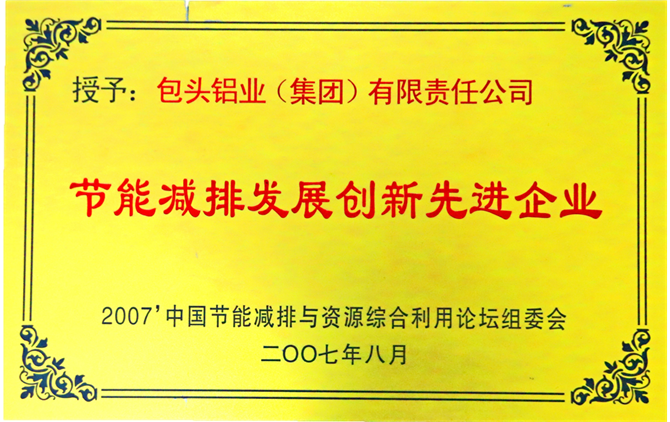 授予：包头铝业（集团）有限责任公司
节能减排发展创新先进企业
2007’中国节能减排与资源综合利用论坛组委会
二〇〇七年八月